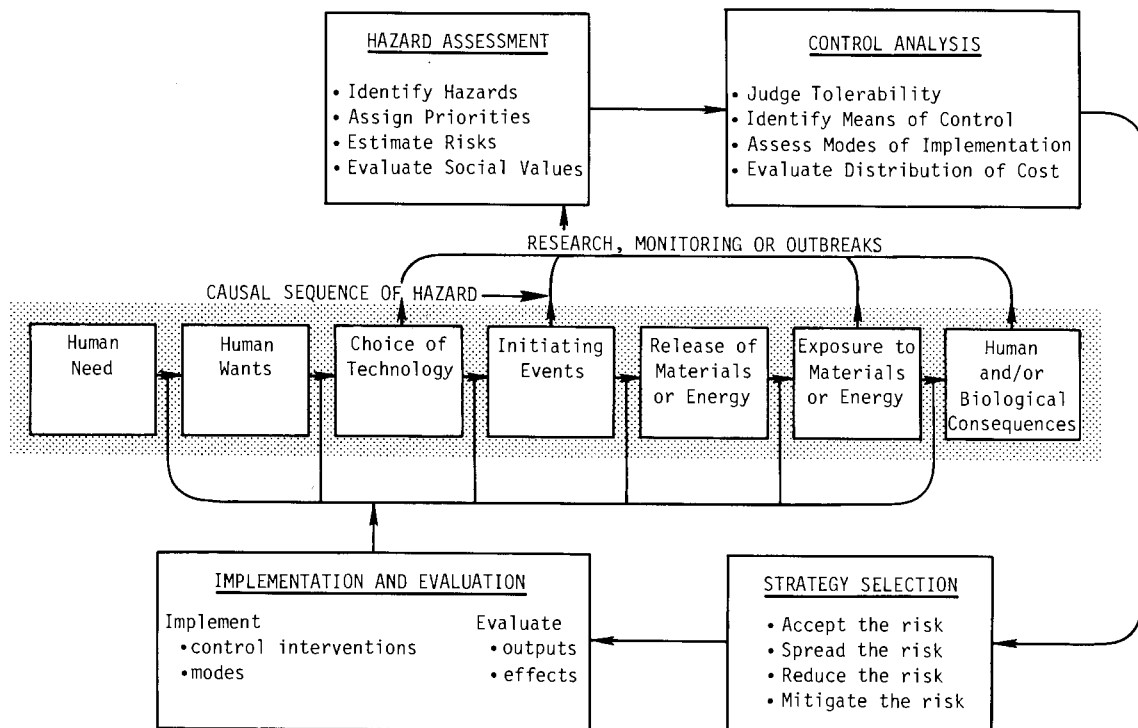 HAZARD ASSESSMENT
• Identify Hazards
• Assign Priorities
• Estimate Risks
• Evaluate Social Values
CONTROL ANALYSIS
• Judge Tolerability
• Identify Means of Control
• Assess Modes of Implementation
• Evaluate Distribution of Cost
RESEARCH, MONITORING OR OUTBREAKS
CAUSAL SEQUENCE OF HAZARD
Human
Need
Human
Wants
Choice of
Technology
Initiating
Events
Release of
Materials
or Energy
Exposure to
Materials
or Energy
Human
and/or
Biological
Consequences
IMPLEMENTATION AND EVALUATION
Implement
• control interventions
• modes
Evaluate
• outputs
• effects
STRATEGY SELECTION
• Accept the risk
• Spread the risk
• Reduce the risk
• Mitigate the risk